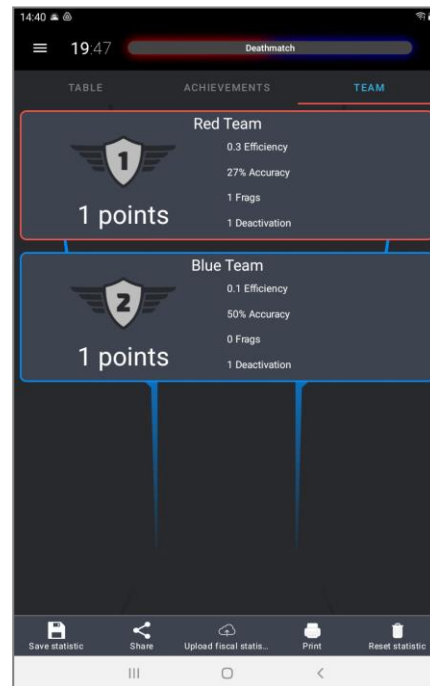 14:40
19:47
Deathmatch
TABLE ACHIEVEMENTS TEAM
Red Team
1
0.3 Efficiency
27% Accuracy
1 points
1 Frags
1 Deactivation
Blue Team
2
0.1 Efficiency
50% Accuracy
1 points
0 Frags
1 Deactivation
Save statistic Share Upload fiscal statis... Print Reset statistic